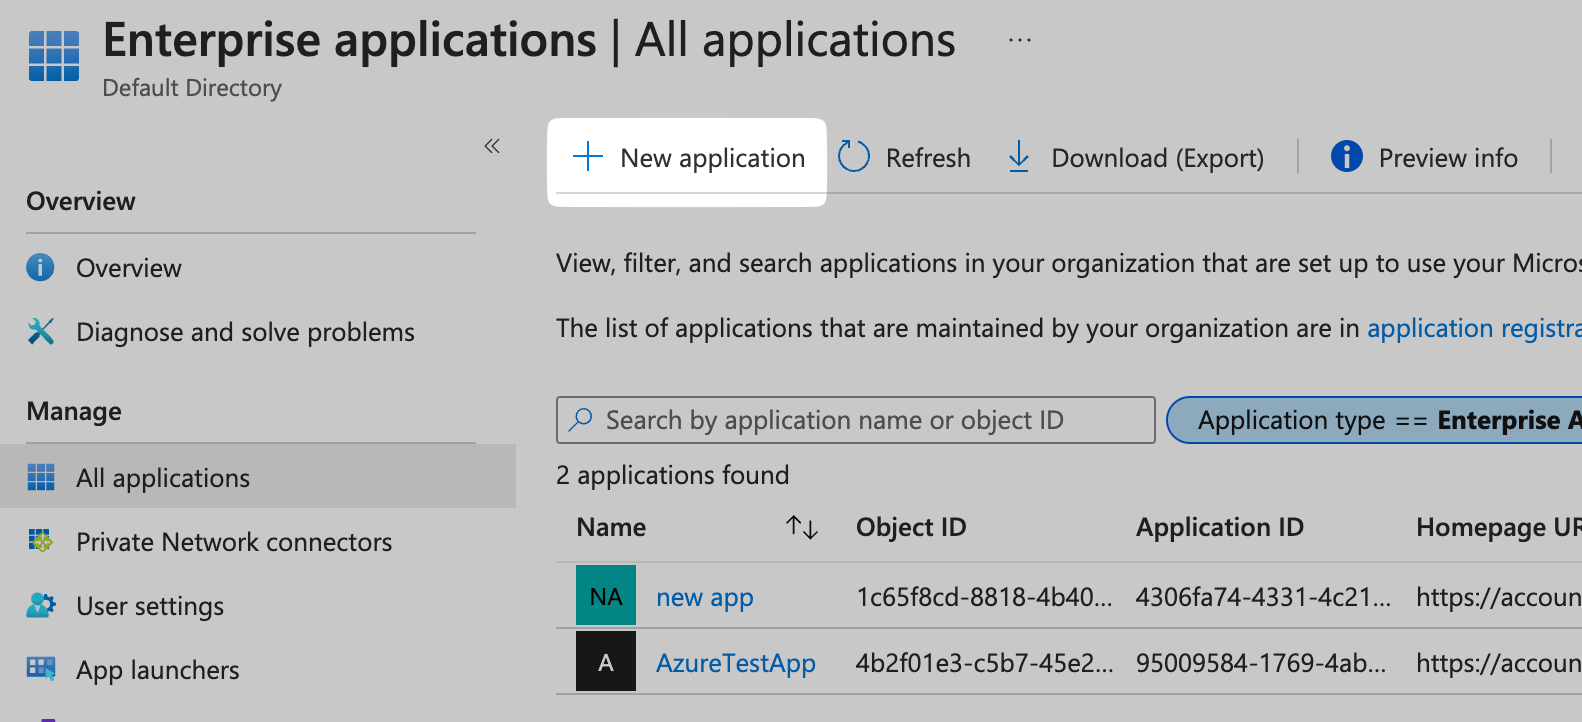 Enterprise applications | All applications ...
Default Directory
«
New application
Refresh
Download (Export)
Preview info
Overview
Overview
Diagnose and solve problems
Manage
All applications
Private Network connectors
User settings
App launchers
View, filter, and search applications in your organization that are set up to use your Micros
The list of applications that are maintained by your organization are in application registra
Search by application name or object ID
Application type == Enterprise A
2 applications found
Name Object ID Application ID Homepage UR
NA new app 1c65f8cd-8818-4b40... 4306fa74-4331-4c21... https://accoun
A AzureTestApp 4b2f01e3-c5b7-45e2... 95009584-1769-4ab... https://accoun